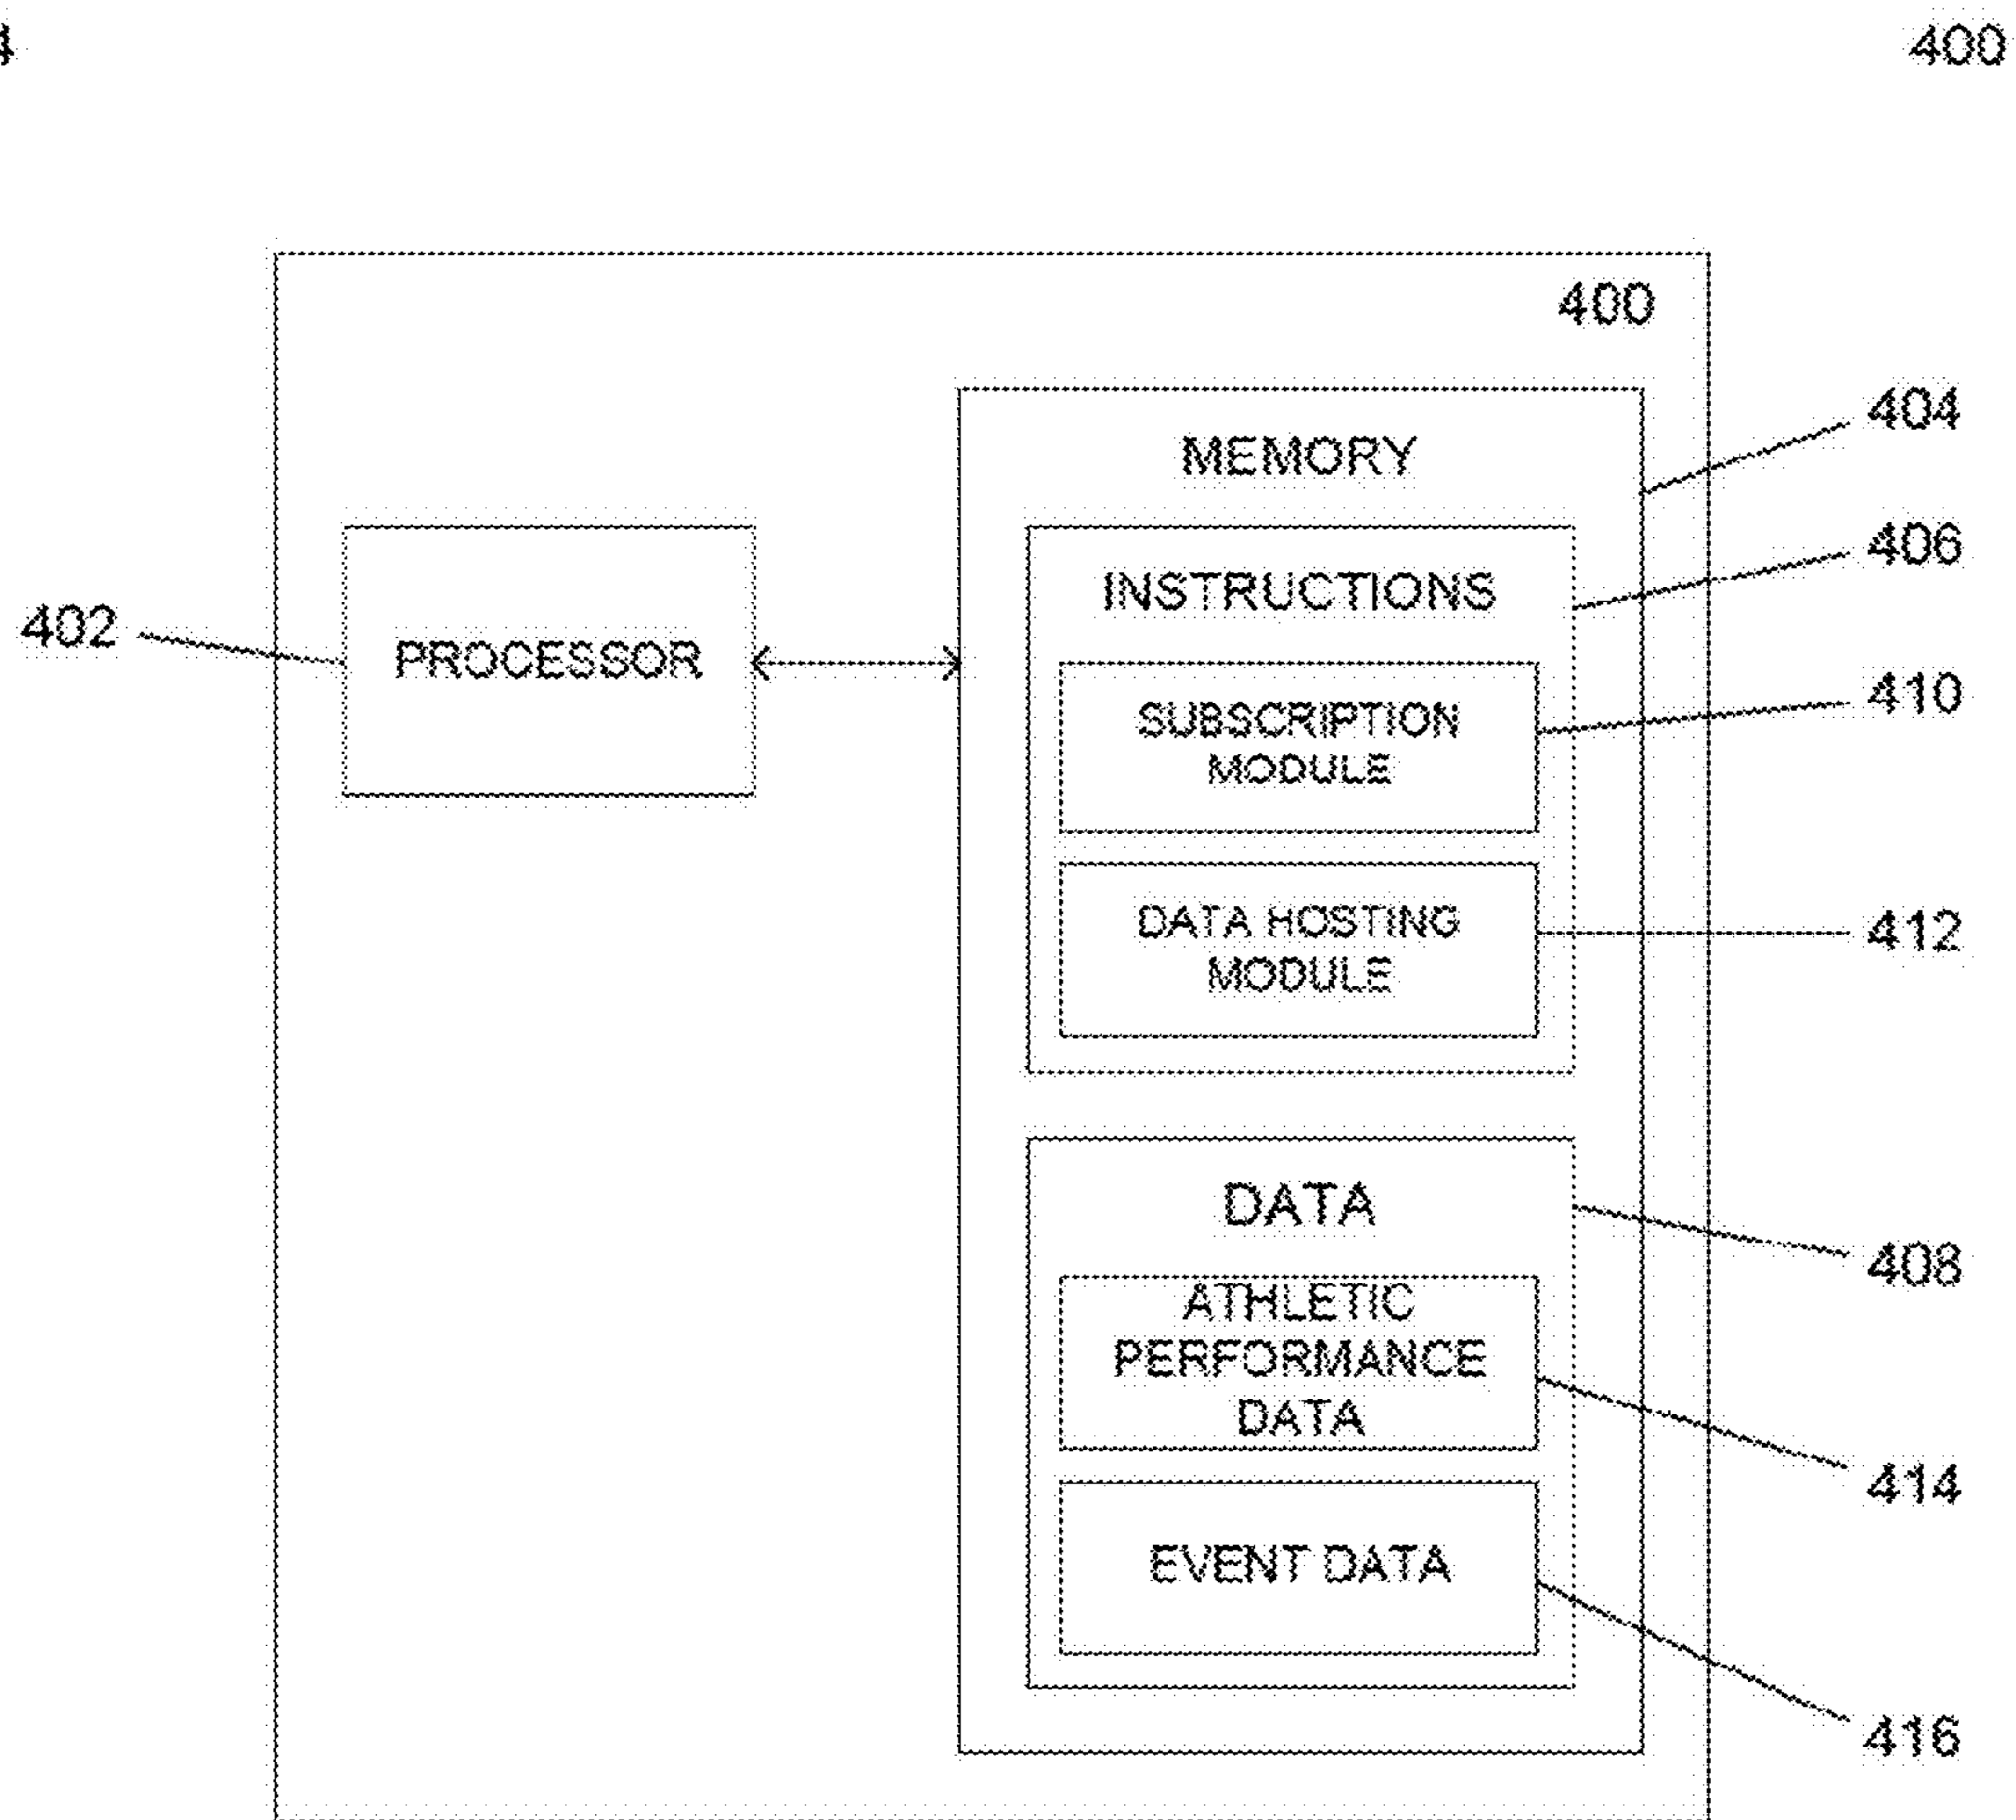 4
400
400
MEMORY
404
INSTRUCTIONS
406
402
PROCESSOR
SUBSCRIPTION
MODULE
410
DATA HOSTING
MODULE
412
DATA
408
ATHLETIC
PERFORMANCE
DATA
414
EVENT DATA
416